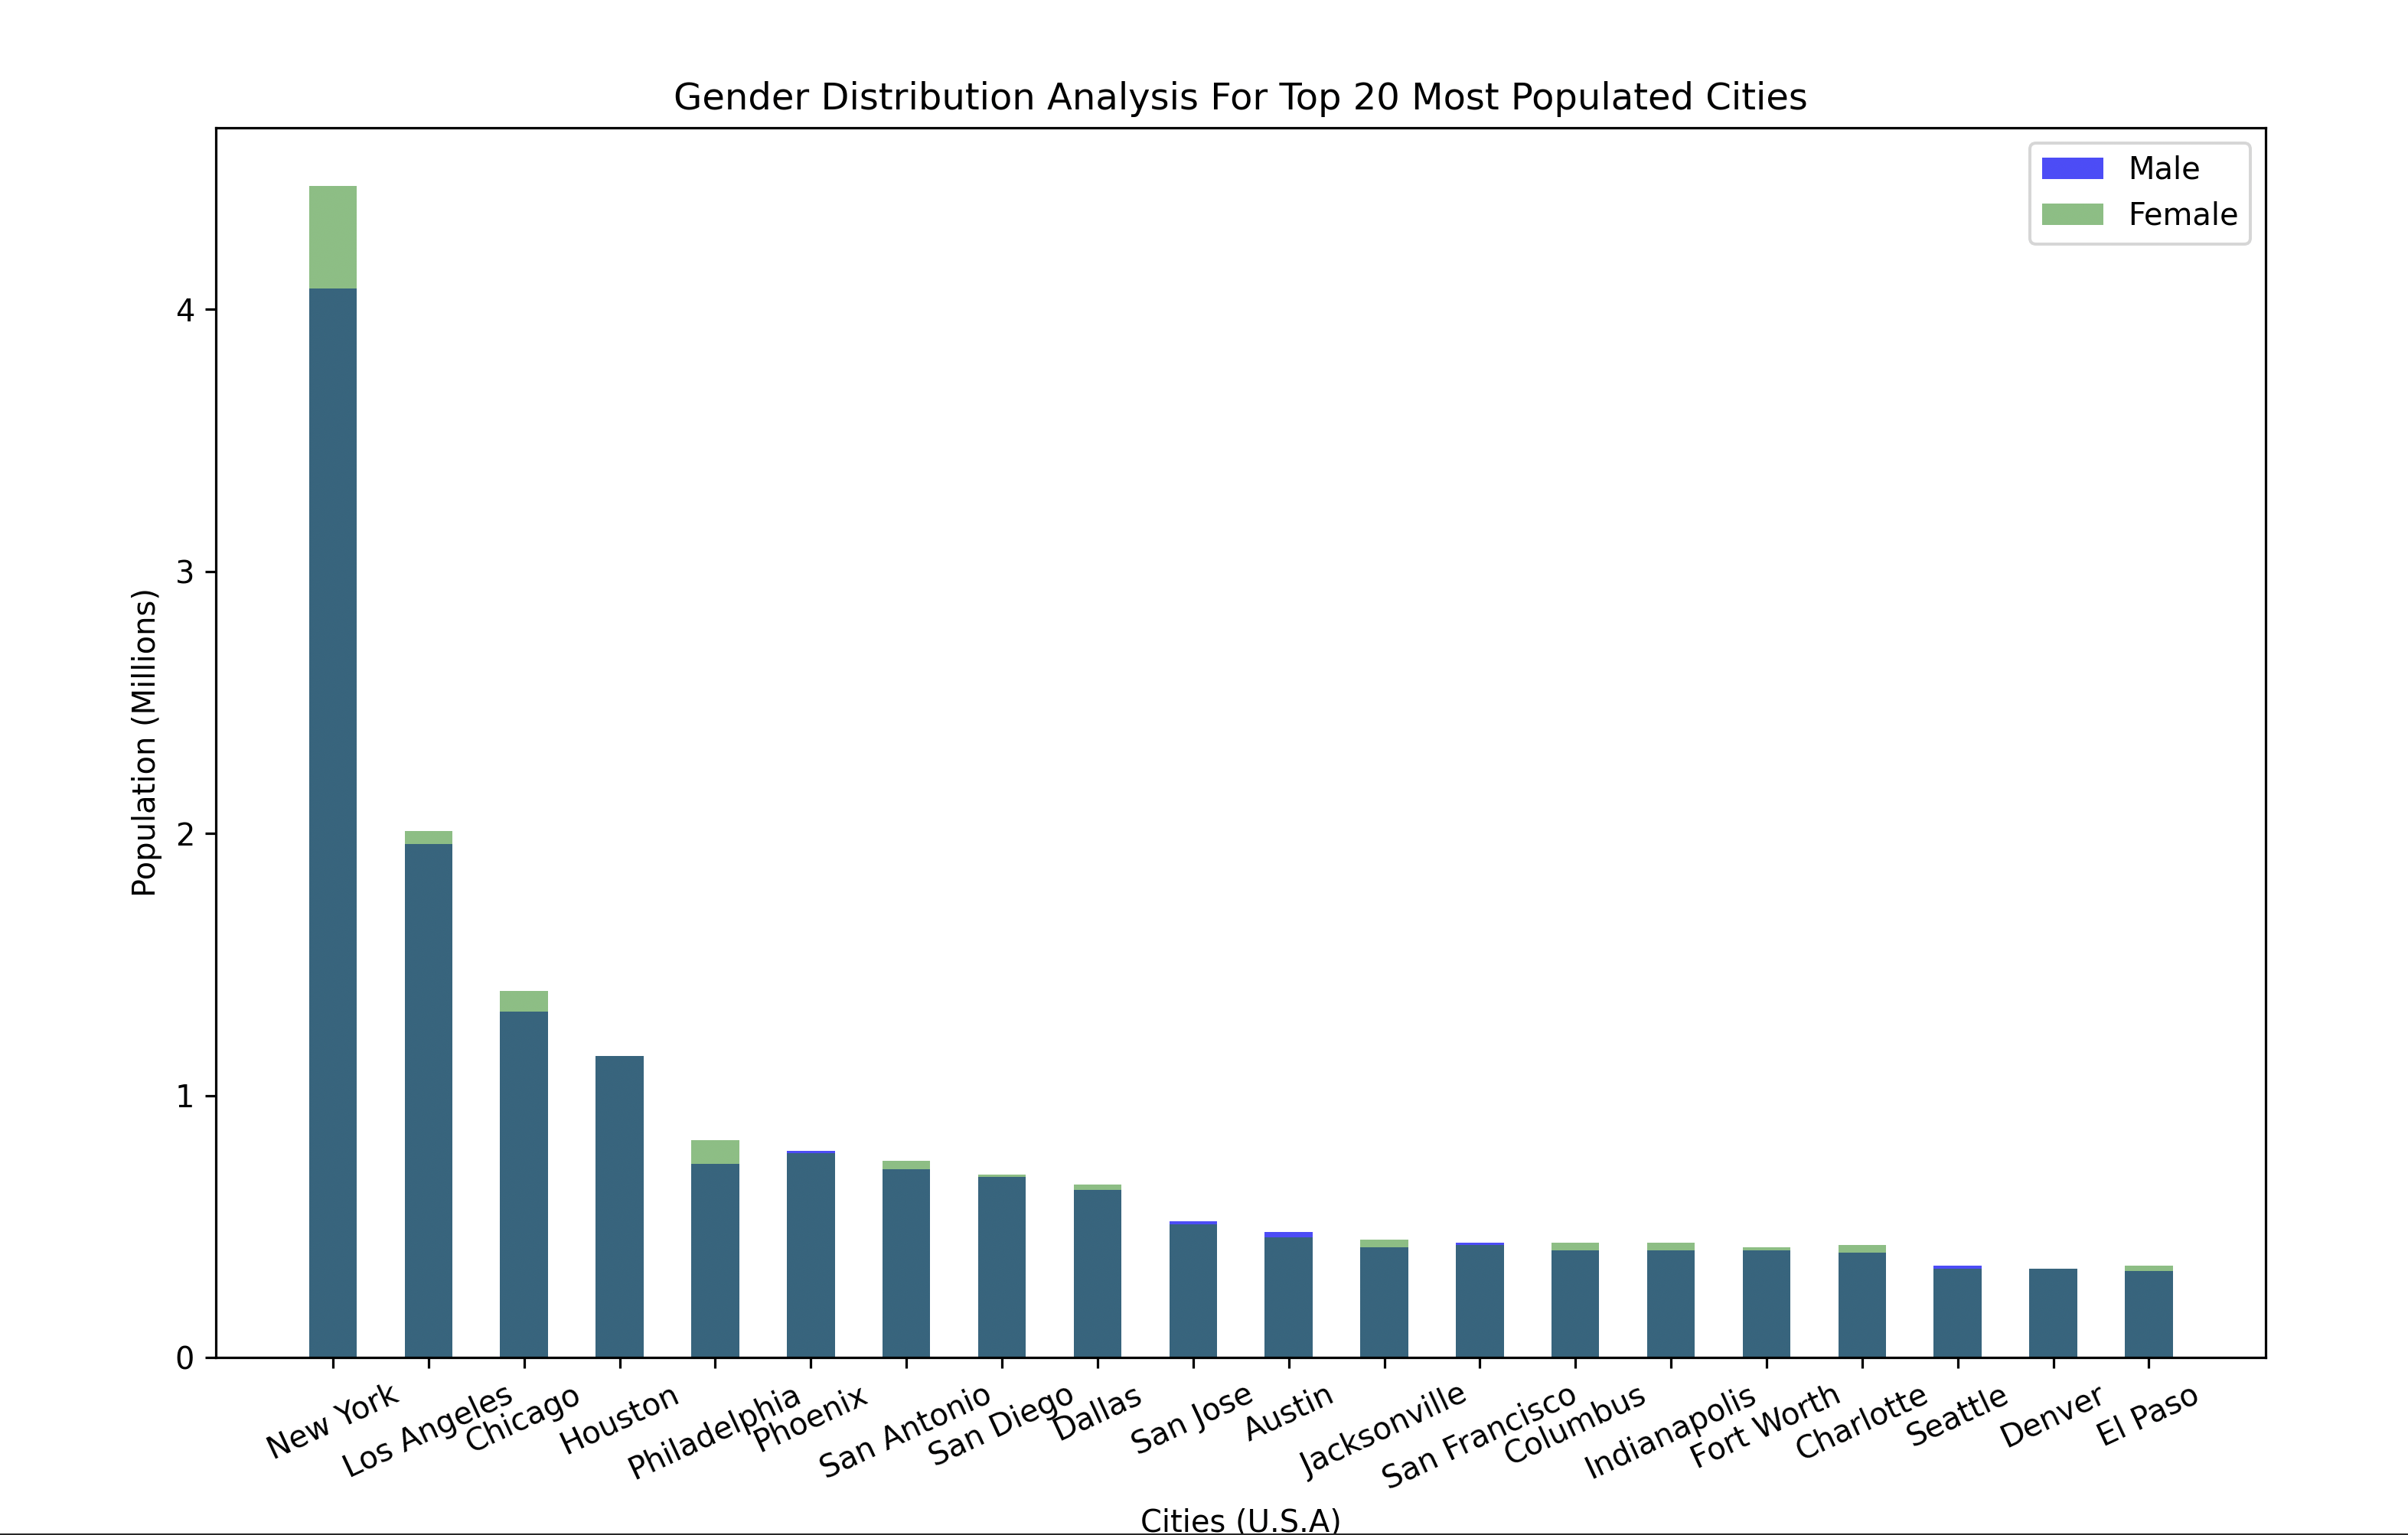 Gender Distribution Analysis For Top 20 Most Populated Cities
Male
Female
Population (Millions)
4
3
2
1
0
New York
Los Angeles
Chicago
Houston
Philadelphia
Phoenix
San Antonio
San Diego
Dallas
San Jose
Austin
Jacksonville
San Francisco
Columbus
Indianapolis
Fort Worth
Charlotte
Seattle
Denver
El Paso
Cities (U.S.A)